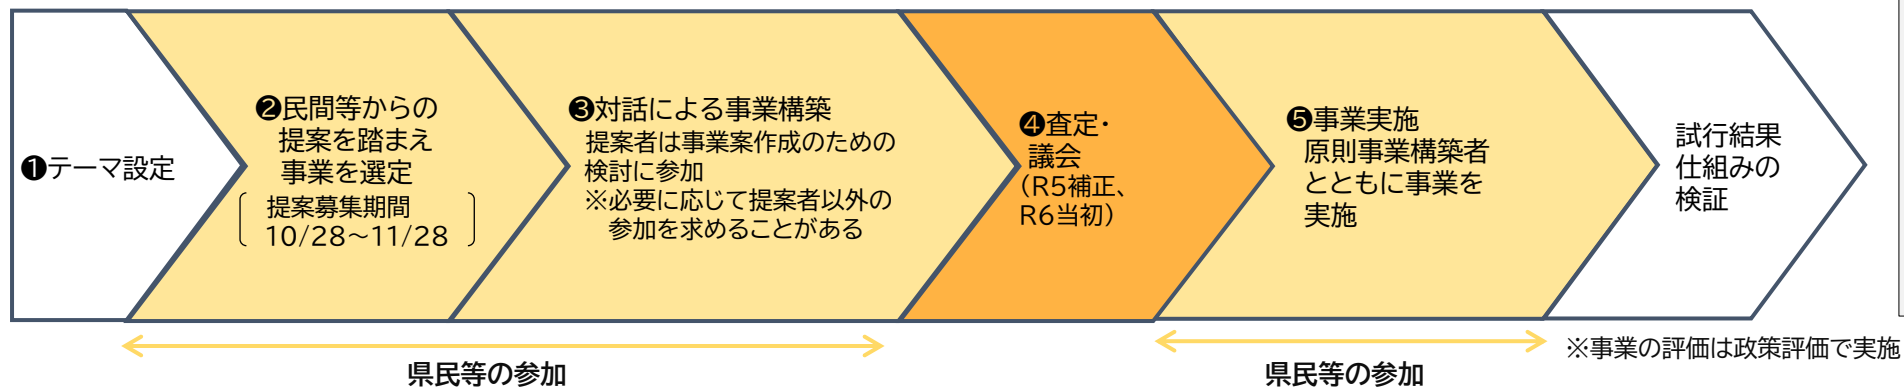 ❶テーマ設定
❷民間等からの
提案を踏まえ
事業を選定
提案募集期間
10/28～11/28
❸対話による事業構築
提案者は事業案作成のための
検討に参加
※必要に応じて提案者以外の
参加を求めることがある
❹査定・
議会
（R5補正、
R6当初）
❺事業実施
原則事業構築者
とともに事業を
実施
試行結果
仕組みの
検証
県民等の参加
県民等の参加
※事業の評価は政策評価で実施